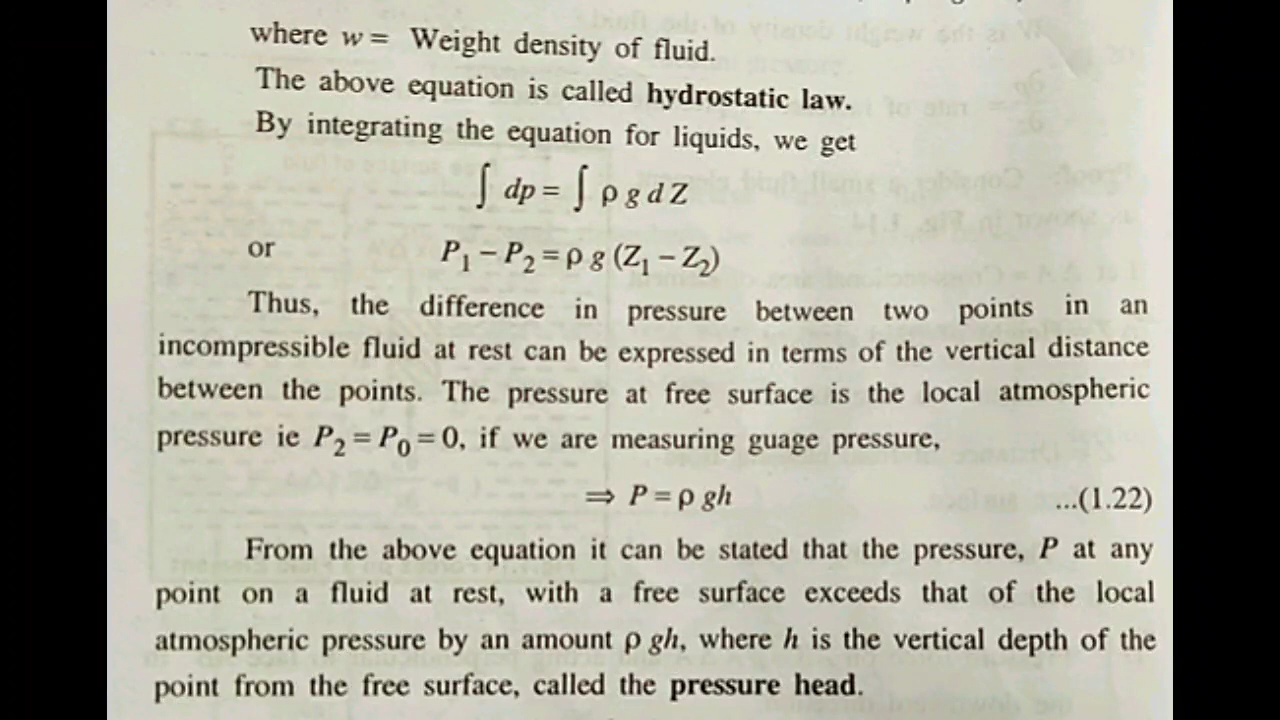 where w = Weight density of fluid.
The above equation is called hydrostatic law.
By integrating the equation for liquids, we get
∫ dp = ∫ ρ g d Z
or P₁ − P₂ = ρ g (Z₁ − Z₂)
Thus, the difference in pressure between two points in an
incompressible fluid at rest can be expressed in terms of the vertical distance
between the points. The pressure at free surface is the local atmospheric
pressure ie P₂ = P₀ = 0, if we are measuring guage pressure,
⟹ P = ρ gh ...(1.22)
From the above equation it can be stated that the pressure, P at any
point on a fluid at rest, with a free surface exceeds that of the local
atmospheric pressure by an amount ρ gh, where h is the vertical depth of the
point from the free surface, called the pressure head.